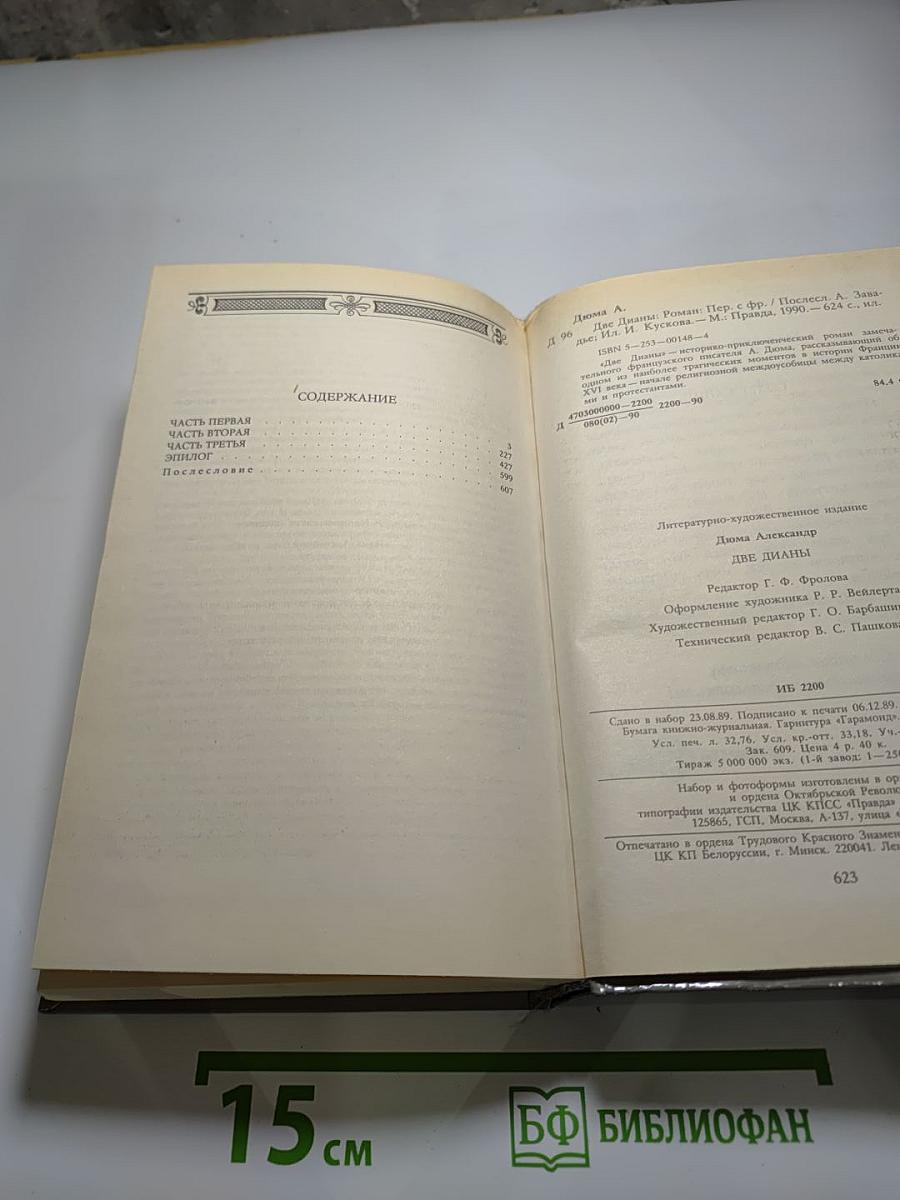 СОДЕРЖАНИЕ
ЧАСТЬ ПЕРВАЯ . . . . . . . . . . 3
ЧАСТЬ ВТОРАЯ . . . . . . . . . . 227
ЧАСТЬ ТРЕТЬЯ . . . . . . . . . . 427
ЭПИЛОГ . . . . . . . . . . 599
Послесловие . . . . . . . . . . 607
Дюма А.
Д 96 Две Дианы: Роман: Пер. с фр. / Послесл. А. Зава-
дье; Ил. И. Кускова.— М.: Правда, 1990.— 624 с., ил.
ISBN 5—253—00148—4
«Две Дианы» — историко-приключенческий роман замеча-
тельного французского писателя А. Дюма, рассказывающий об
одном из наиболее трагических моментов в истории Франции
XVI века — начале религиозной междоусобицы между католика-
ми и протестантами.
Д 4703000000—2200
080(02)—90
2200—90
84.4
Литературно-художественное издание
Дюма Александр
ДВЕ ДИАНЫ
Редактор Г. Ф. Фролова
Оформление художника Р. Р. Вейлерта
Художественный редактор Г. О. Барбаши
Технический редактор В. С. Пашкова
ИБ 2200
Сдано в набор 23.08.89. Подписано к печати 06.12.89.
Бумага книжно-журнальная. Гарнитура «Гарамонд».
Усл. печ. л. 32,76. Усл. кр.-отт. 33,18. Уч.-
Зак. 609. Цена 4 р. 40 к.
Тираж 5 000 000 экз. (1-й завод: 1—
Набор и фотоформы изготовлены в ор
и ордена Октябрьской Револю
типографии издательства ЦК КПСС «Правда»
125865, ГСП, Москва, А-137, улица «
Отпечатано в ордена Трудового Красного Знамен
ЦК КП Белоруссии, г. Минск. 220041. Лен
623
15 см
БФ БИБЛИОФАН